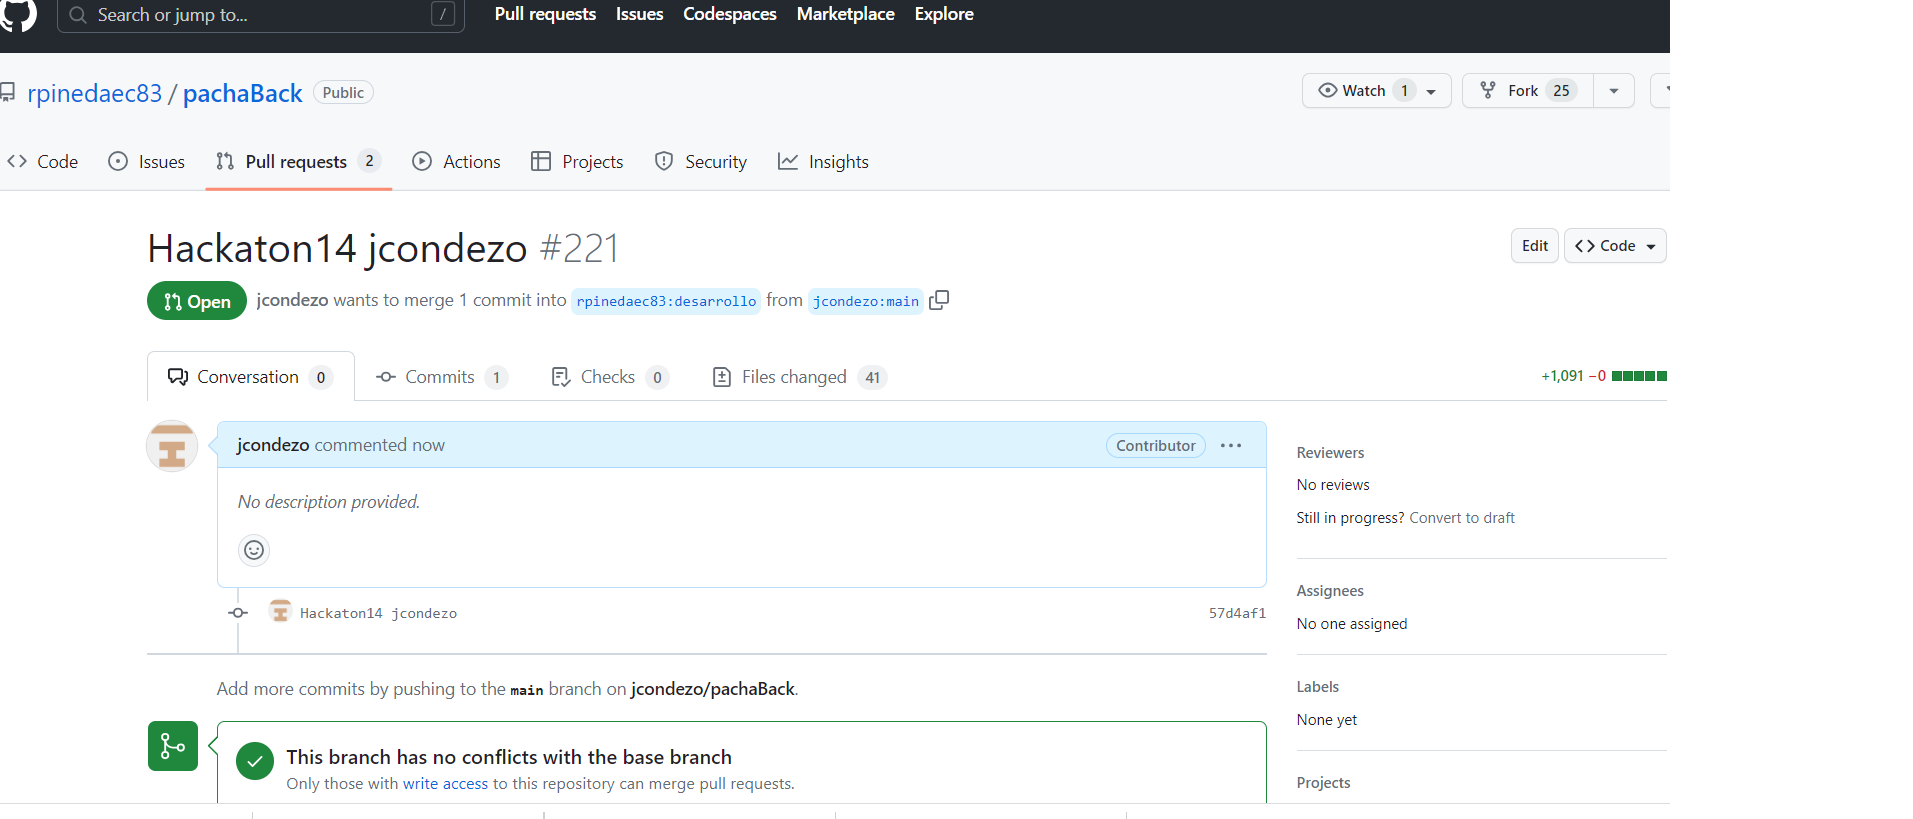 Search or jump to... /
Pull requests Issues Codespaces Marketplace Explore
rpinedaec83 / pachaBack Public
Watch 1 Fork 25
Code Issues Pull requests 2 Actions Projects Security Insights
Hackaton14 jcondezo #221
Edit <> Code
Open jcondezo wants to merge 1 commit into rpinedaec83:desarrollo from jcondezo:main
Conversation 0 Commits 1 Checks 0 Files changed 41
+1,091 −0
jcondezo commented now
Contributor ...
No description provided.
Hackaton14 jcondezo 57d4af1
Add more commits by pushing to the main branch on jcondezo/pachaBack.
This branch has no conflicts with the base branch
Only those with write access to this repository can merge pull requests.
Reviewers
No reviews
Still in progress? Convert to draft
Assignees
No one assigned
Labels
None yet
Projects